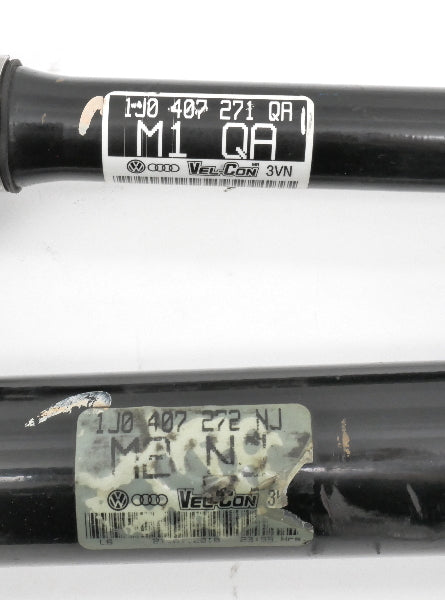 1J0 407 271 QA
M1 QA
VEL-CON 3VN
1J0 407 272 NJ
VEL-CON